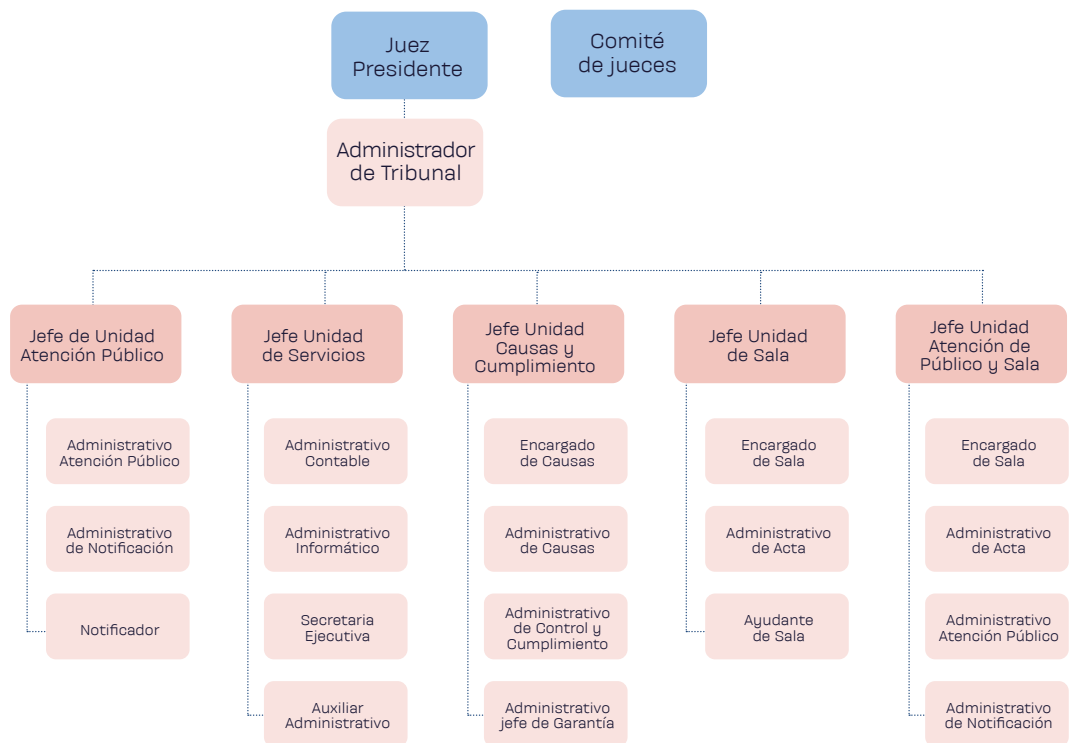 Juez
Presidente
Comité
de jueces
Administrador
de Tribunal
Jefe de Unidad
Atención Público
Administrativo
Atención Público
Administrativo
de Notificación
Notificador
Jefe Unidad
de Servicios
Administrativo
Contable
Administrativo
Informático
Secretaria
Ejecutiva
Auxiliar
Administrativo
Jefe Unidad
Causas y
Cumplimiento
Encargado
de Causas
Administrativo
de Causas
Administrativo
de Control y
Cumplimiento
Administrativo
jefe de Garantía
Jefe Unidad
de Sala
Encargado
de Sala
Administrativo
de Acta
Ayudante
de Sala
Jefe Unidad
Atención de
Público y Sala
Encargado
de Sala
Administrativo
de Acta
Administrativo
Atención Público
Administrativo
de Notificación